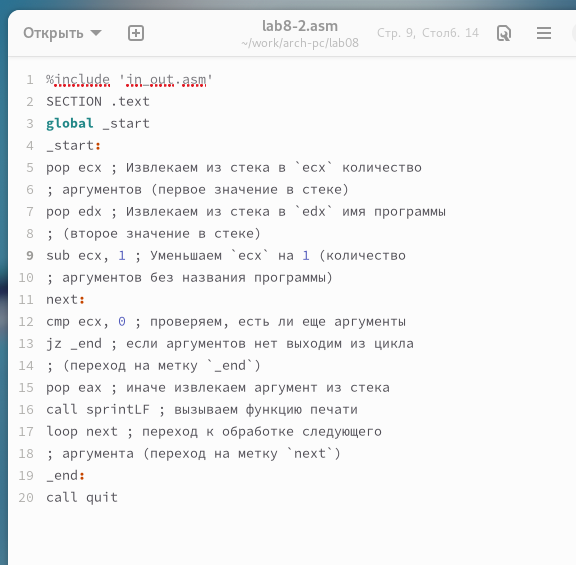 Открыть
lab8-2.asm
~/work/arch-pc/lab08
Стр. 9, Столб. 14
1 %include 'in_out.asm'
2 SECTION .text
3 global _start
4 _start:
5 pop ecx ; Извлекаем из стека в `ecx` количество
6 ; аргументов (первое значение в стеке)
7 pop edx ; Извлекаем из стека в `edx` имя программы
8 ; (второе значение в стеке)
9 sub ecx, 1 ; Уменьшаем `ecx` на 1 (количество
10 ; аргументов без названия программы)
11 next:
12 cmp ecx, 0 ; проверяем, есть ли еще аргументы
13 jz _end ; если аргументов нет выходим из цикла
14 ; (переход на метку `_end`)
15 pop eax ; иначе извлекаем аргумент из стека
16 call sprintLF ; вызываем функцию печати
17 loop next ; переход к обработке следующего
18 ; аргумента (переход на метку `next`)
19 _end:
20 call quit